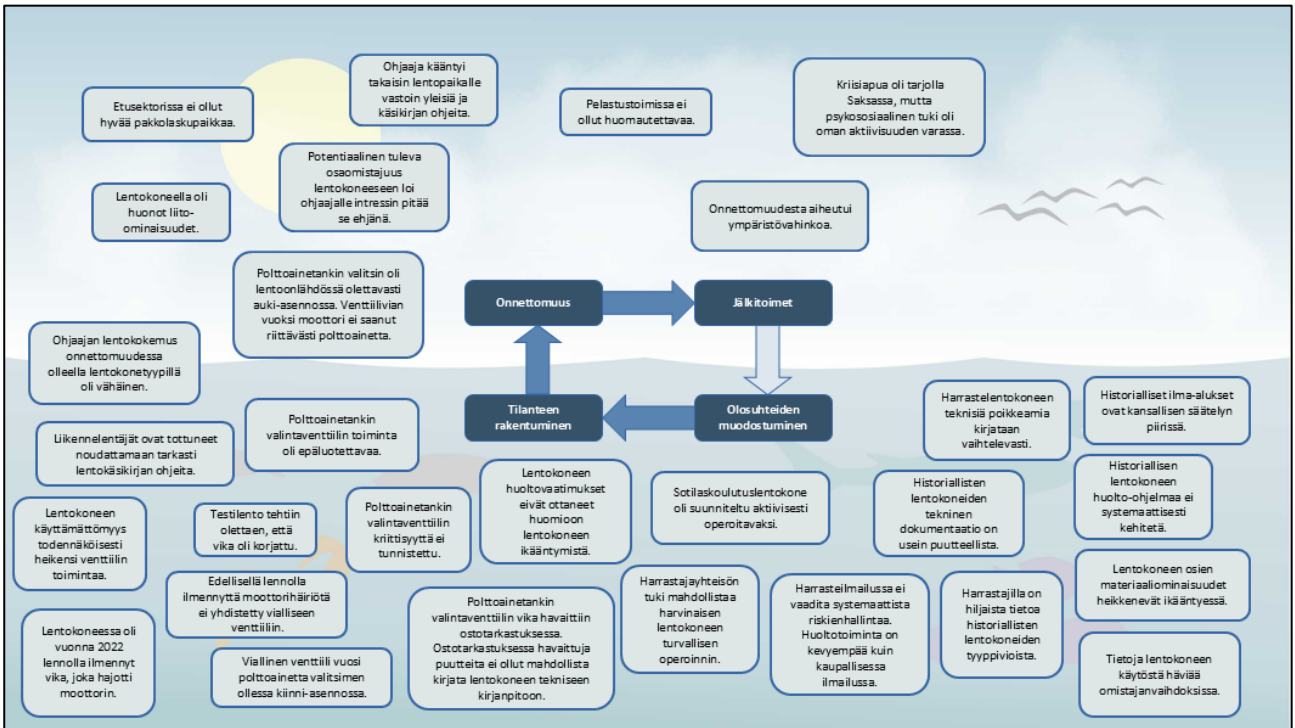 Ohjaaja kääntyi
takaisin lentopaikalle
vastoin yleisiä ja
käsikirjan ohjeita.
Etusektorissa ei ollut
hyvää pakkolaskupaikkaa.
Pelastustoimissa ei
ollut huomautettavaa.
Kriisiapua oli tarjolla
Saksassa, mutta
psykososiaalinen tuki oli
oman aktiivisuuden varassa.
Potentiaalinen tuleva
osaomistajuus
lentokoneeseen loi
ohjaajalle intressin pitää
se ehjänä.
Lentokoneella oli
huonot liito-
ominaisuudet.
Onnettomuudesta aiheutui
ympäristövahinkoa.
Polttoainetankin valitsin oli
lentoonlähdössä olettavasti
auki-asennossa. Venttiilivian
vuoksi moottori ei saanut
riittävästi polttoainetta.
Onnettomuus
Jälkitoimet
Ohjaajan lentokokemus
onnettomuudessa
olleella lentokonetyypillä
oli vähäinen.
Tilanteen
rakentuminen
Olosuhteiden
muodostuminen
Harrastelentokoneen
teknisiä poikkeamia
kirjataan
vaihtelevasti.
Historialliset ilma-alukset
ovat kansallisen säätelyn
piirissä.
Polttoainetankin
valintaventtiilin toiminta
oli epäluotettavaa.
Liikennelentäjät ovat tottuneet
noudattamaan tarkasti
lentokäsikirjan ohjeita.
Lentokoneen
huoltovaatimukset
eivät ottaneet
huomioon
lentokoneen
ikääntymistä.
Sotilaskoulutuslentokone
oli suunniteltu aktiivisesti
operoitavaksi.
Historiallisten
lentokoneiden
tekninen
dokumentaatio on
usein puutteellista.
Historiallisen
lentokoneen
huolto-ohjelmaa ei
systemaattisesti
kehitetä.
Lentokoneen
käyttämättömyys
todennäköisesti
heikensi venttiilin
toimintaa.
Testilento tehtiin
olettaen, että
vika oli korjattu.
Polttoainetankin
valintaventtiilin
kriittisyyttä ei
tunnistettu.
Edellisellä lennolla
ilmennyttä moottorihäiriötä
ei yhdistetty vialliseen
venttiiliin.
Polttoainetankin
valintaventtiilin vika havaittiin
ostotarkastuksessa.
Ostotarkastuksessa havaittuja
puutteita ei ollut mahdollista
kirjata lentokoneen tekniseen
kirjanpitoon.
Harrastajayhteisön
tuki mahdollistaa
harvinaisen
lentokoneen
turvallisen
operoinnin.
Harrasteilmailussa ei
vaadita systemaattista
riskienhallintaa.
Huoltotoiminta on
kevyempää kuin
kaupallisessa
ilmailussa.
Harrastajilla on
hiljaista tietoa
historiallisten
lentokoneiden
tyyppivioista.
Lentokoneen osien
materiaaliominaisuudet
heikkenevät ikääntyessä.
Lentokoneessa oli
vuonna 2022
lennolla ilmennyt
vika, joka hajotti
moottorin.
Viallinen venttiili vuosi
polttoainetta valitsimen
ollessa kiinni-asennossa.
Tietoja lentokoneen
käytöstä häviää
omistajanvaihdoksissa.